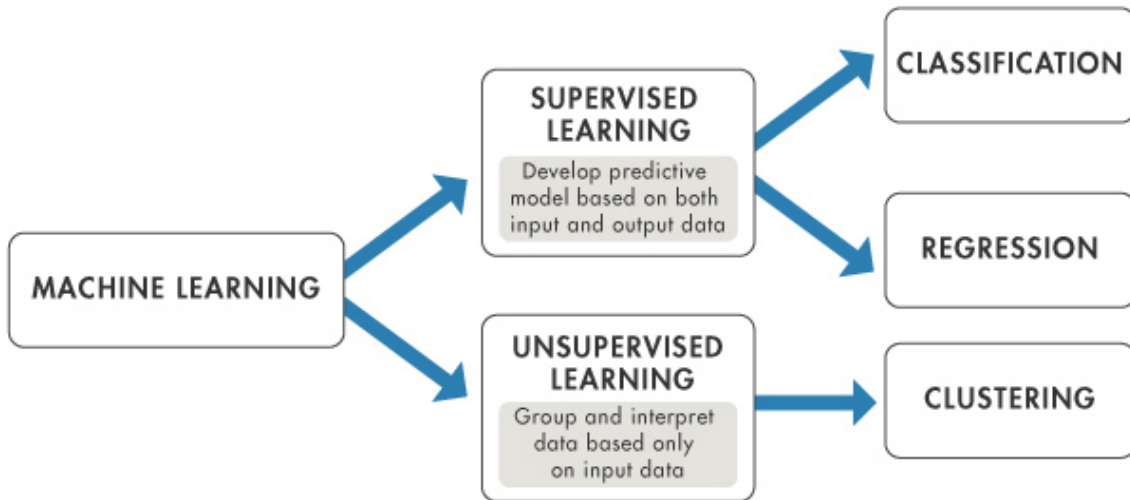 MACHINE LEARNING
SUPERVISED
LEARNING
Develop predictive
model based on both
input and output data
UNSUPERVISED
LEARNING
Group and interpret
data based only
on input data
CLASSIFICATION
REGRESSION
CLUSTERING